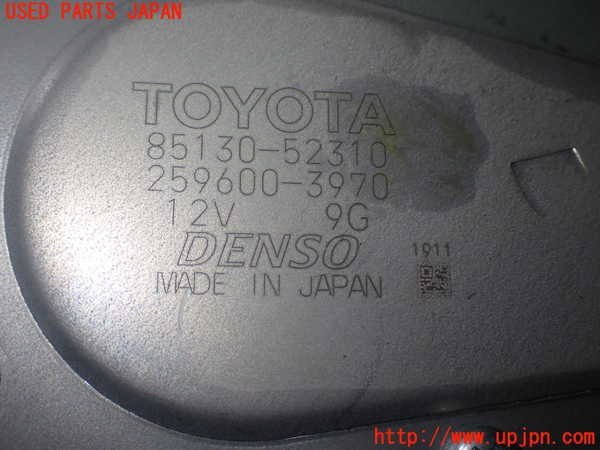 USED PARTS JAPAN
TOYOTA
85130-52310
259600-3970
12V 9G
DENSO
1911
MADE IN JAPAN
http://www.upjpn.com/